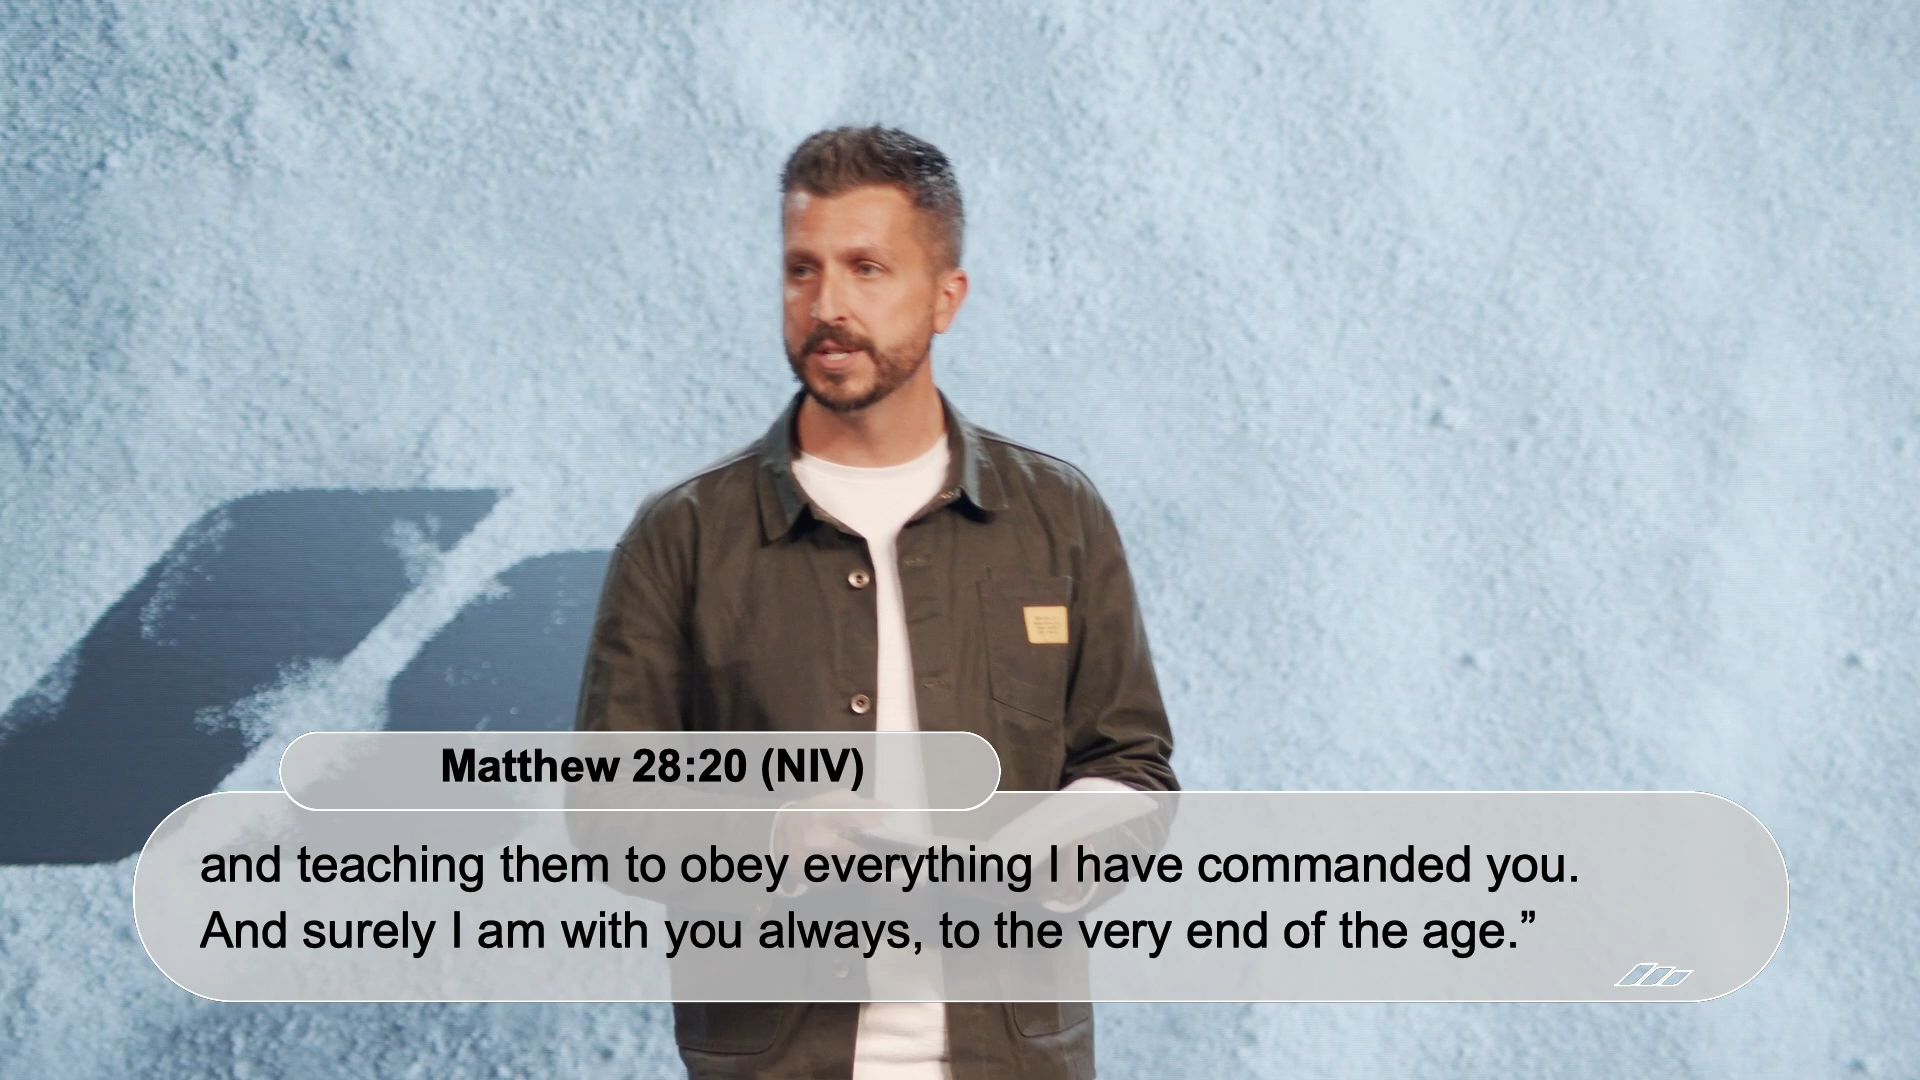 Matthew 28:20 (NIV)
and teaching them to obey everything I have commanded you.
And surely I am with you always, to the very end of the age.”